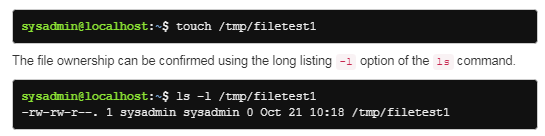 sysadmin@localhost:~$ touch /tmp/filetest1
The file ownership can be confirmed using the long listing -l option of the ls command.
sysadmin@localhost:~$ ls -l /tmp/filetest1
-rw-rw-r--. 1 sysadmin sysadmin 0 Oct 21 10:18 /tmp/filetest1